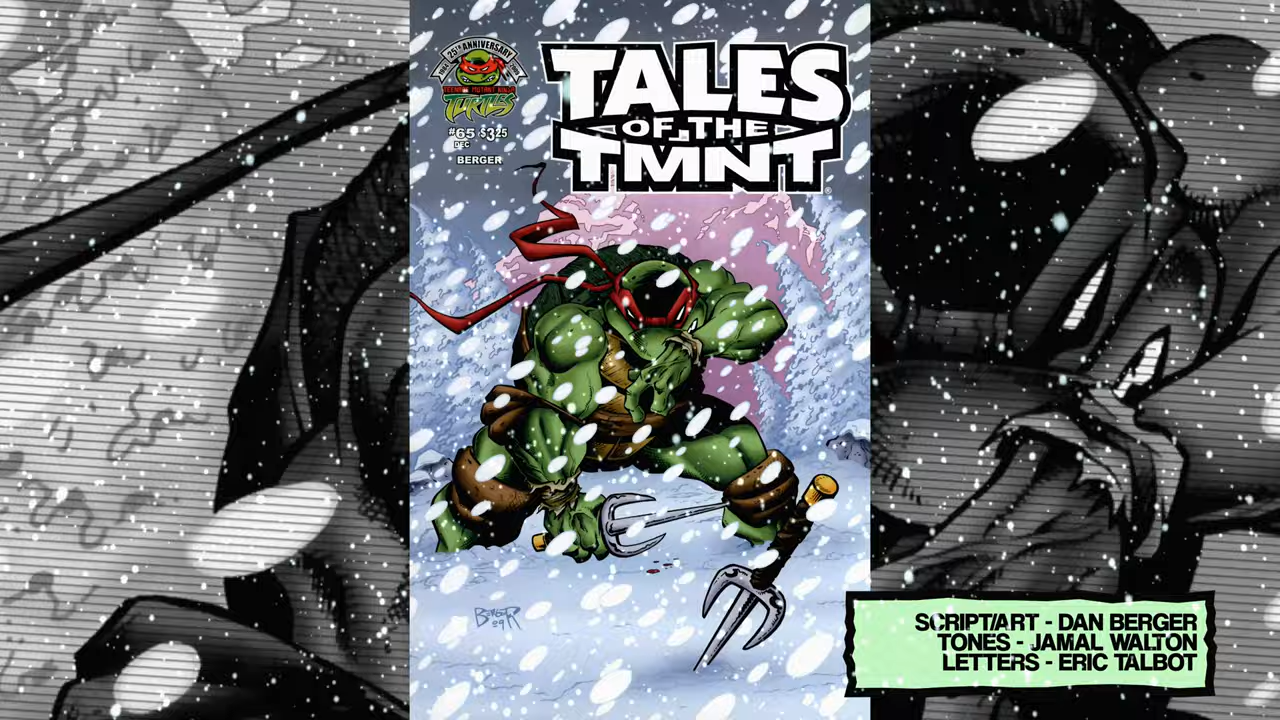 25TH ANNIVERSARY
TEENAGE MUTANT NINJA
TURTLES
#65 $3.25
DEC
BERGER
TALES
OF THE
TMNT
®
BERGER
09
SCRIPT/ART - DAN BERGER
TONES - JAMAL WALTON
LETTERS - ERIC TALBOT